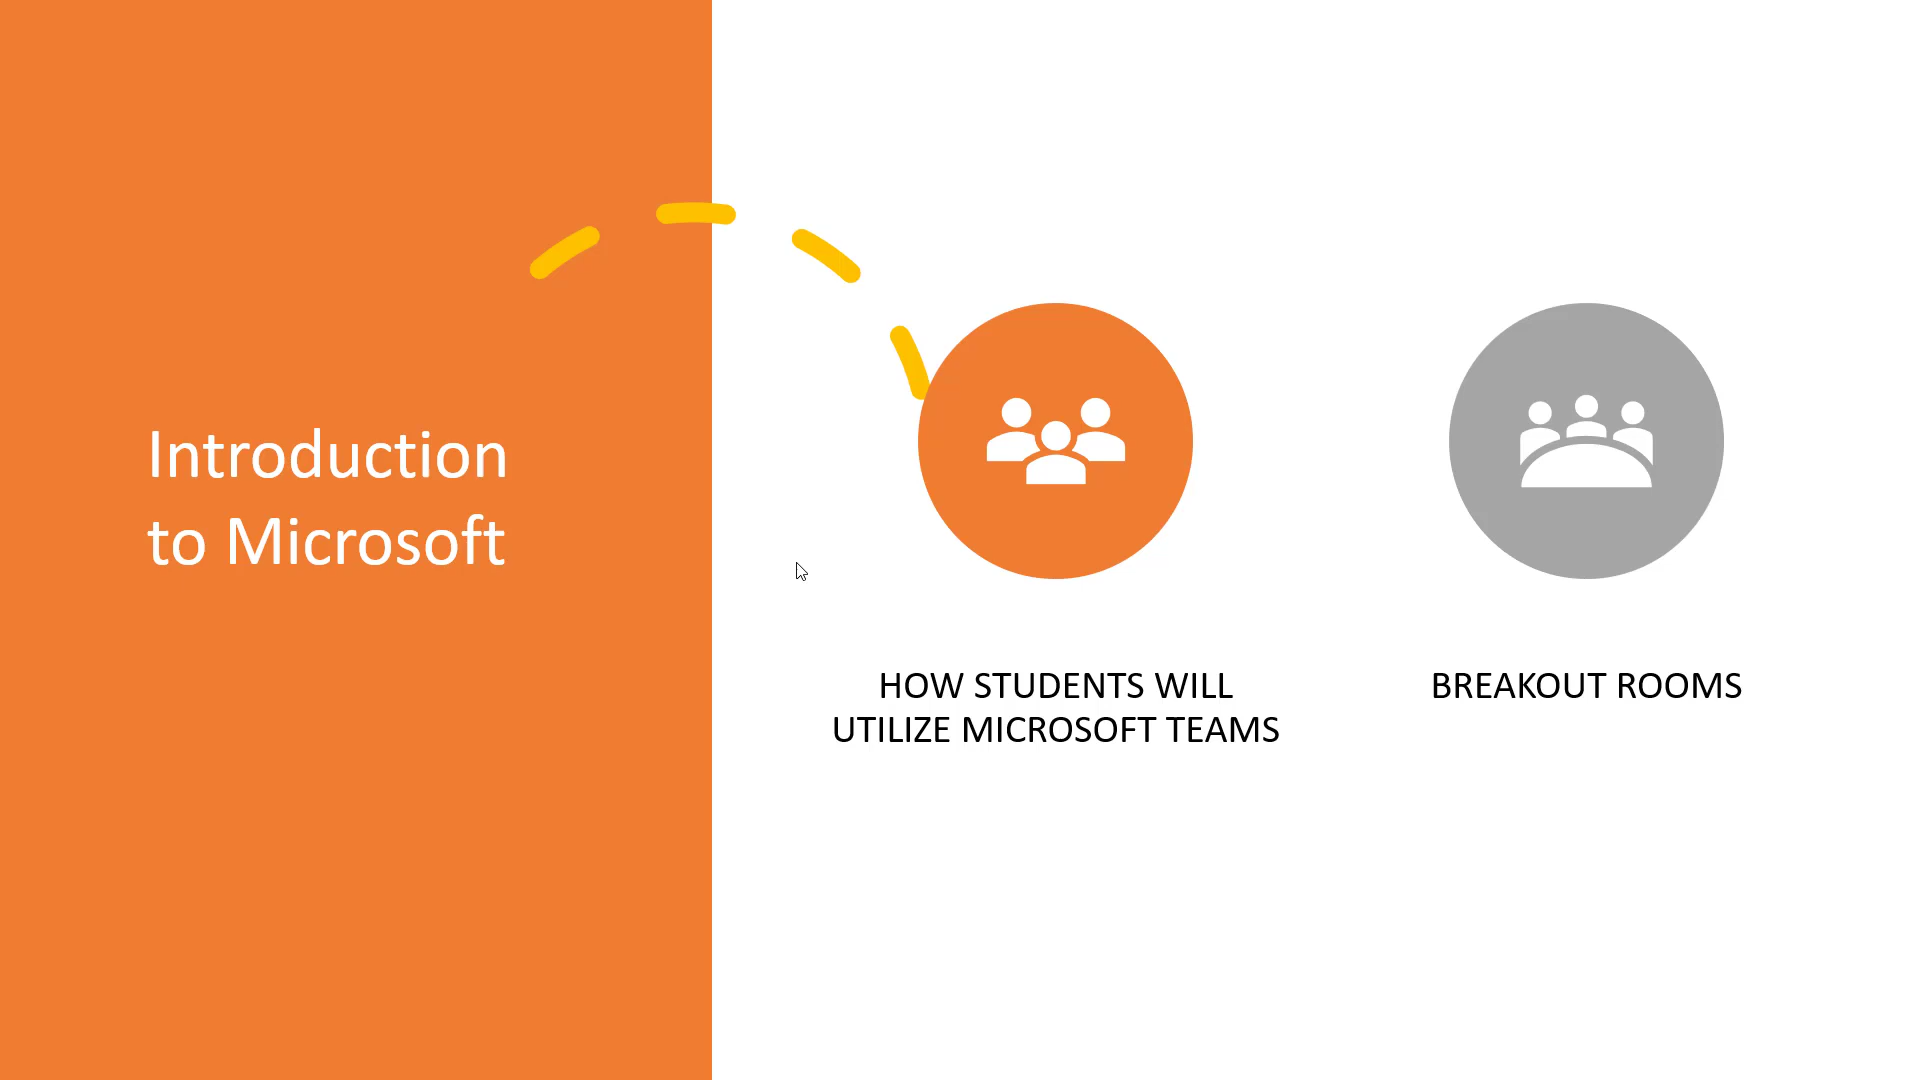 Introduction
to Microsoft
HOW STUDENTS WILL
UTILIZE MICROSOFT TEAMS
BREAKOUT ROOMS